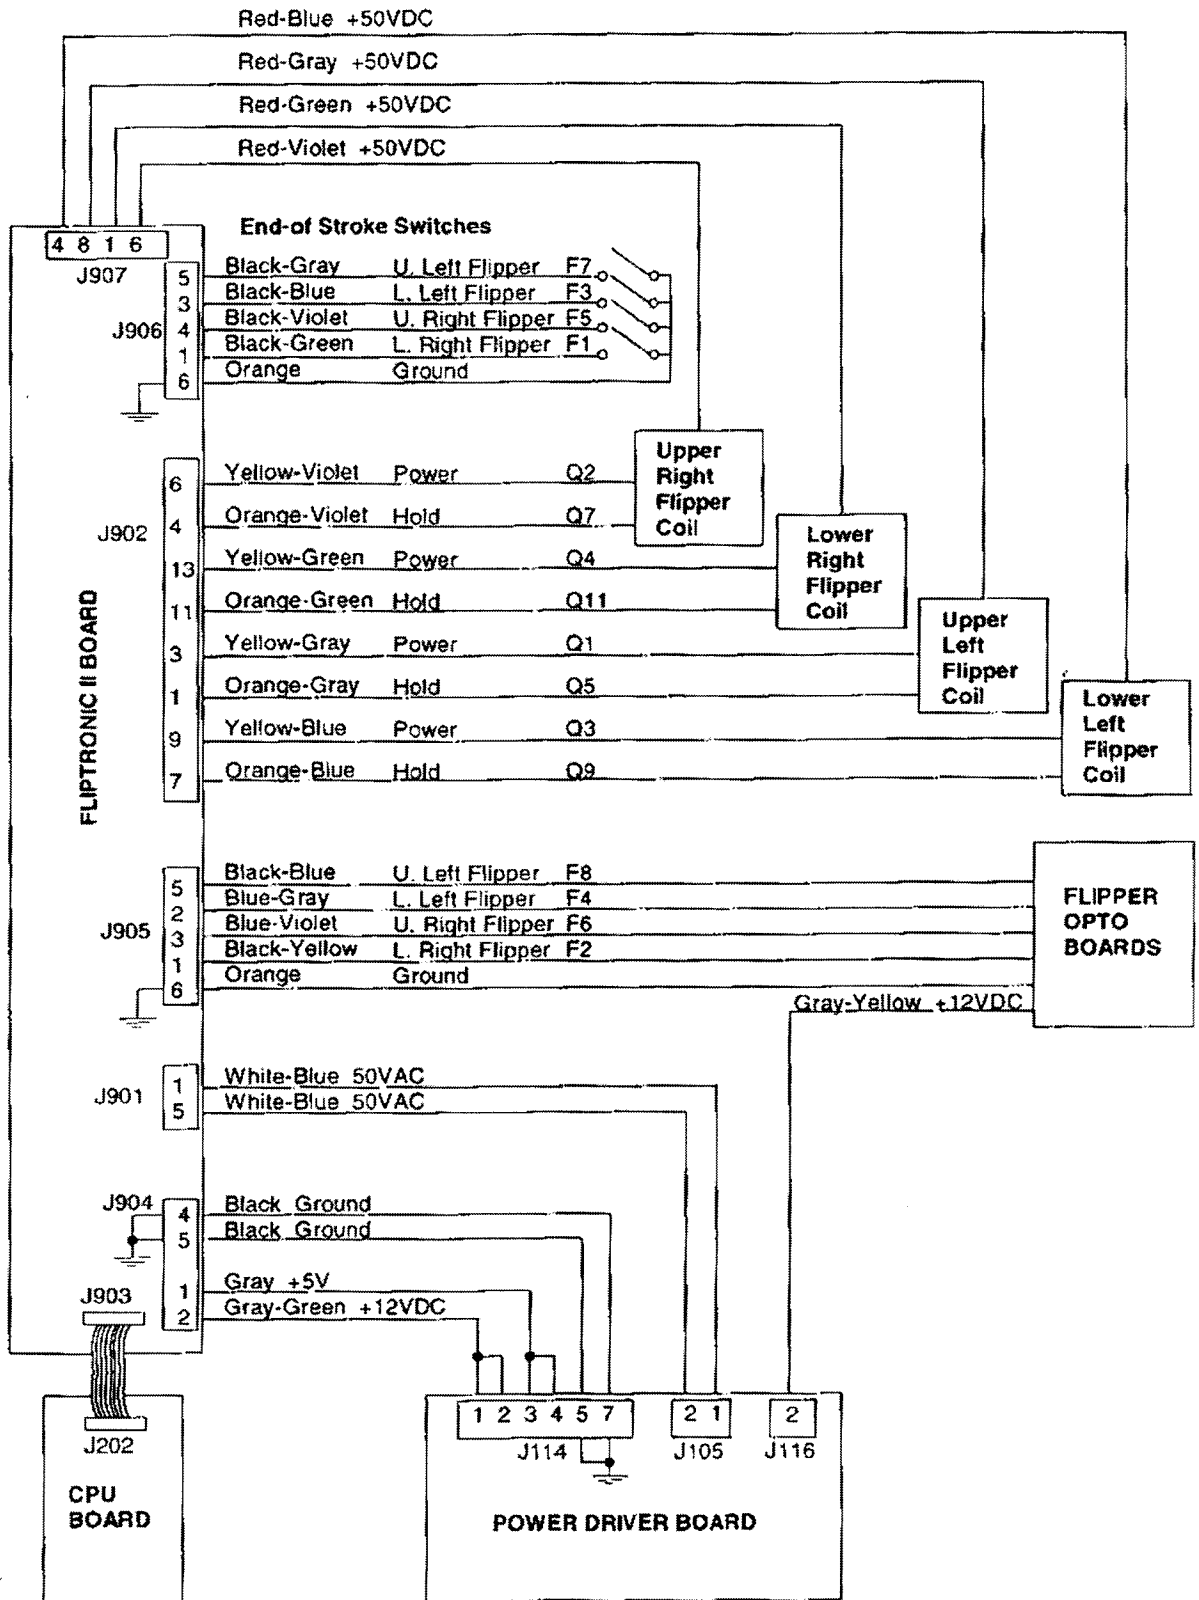 Red-Blue +50VDC
Red-Gray +50VDC
Red-Green +50VDC
Red-Violet +50VDC
4 8 1 6
J907
End-of Stroke Switches
5 Black-Gray U. Left Flipper F7
3 Black-Blue L. Left Flipper F3
J906
4 Black-Violet U. Right Flipper F5
1 Black-Green L. Right Flipper F1
6 Orange Ground
Upper
Right
Flipper
Coil
6 Yellow-Violet Power Q2
J902
4 Orange-Violet Hold Q7
Lower
Right
Flipper
Coil
13 Yellow-Green Power Q4
11 Orange-Green Hold Q11
FLIPTRONIC II BOARD
Upper
Left
Flipper
Coil
3 Yellow-Gray Power Q1
1 Orange-Gray Hold Q5
Lower
Left
Flipper
Coil
9 Yellow-Blue Power Q3
7 Orange-Blue Hold Q9
5 Black-Blue U. Left Flipper F8
2 Blue-Gray L. Left Flipper F4
J905
3 Blue-Violet U. Right Flipper F6
1 Black-Yellow L. Right Flipper F2
6 Orange Ground
FLIPPER
OPTO
BOARDS
Gray-Yellow +12VDC
J901
1 White-Blue 50VAC
5 White-Blue 50VAC
J904
4 Black Ground
5 Black Ground
1 Gray +5V
2 Gray-Green +12VDC
J903
J202
CPU
BOARD
1 2 3 4 5 7
J114
2 1
J105
2
J116
POWER DRIVER BOARD